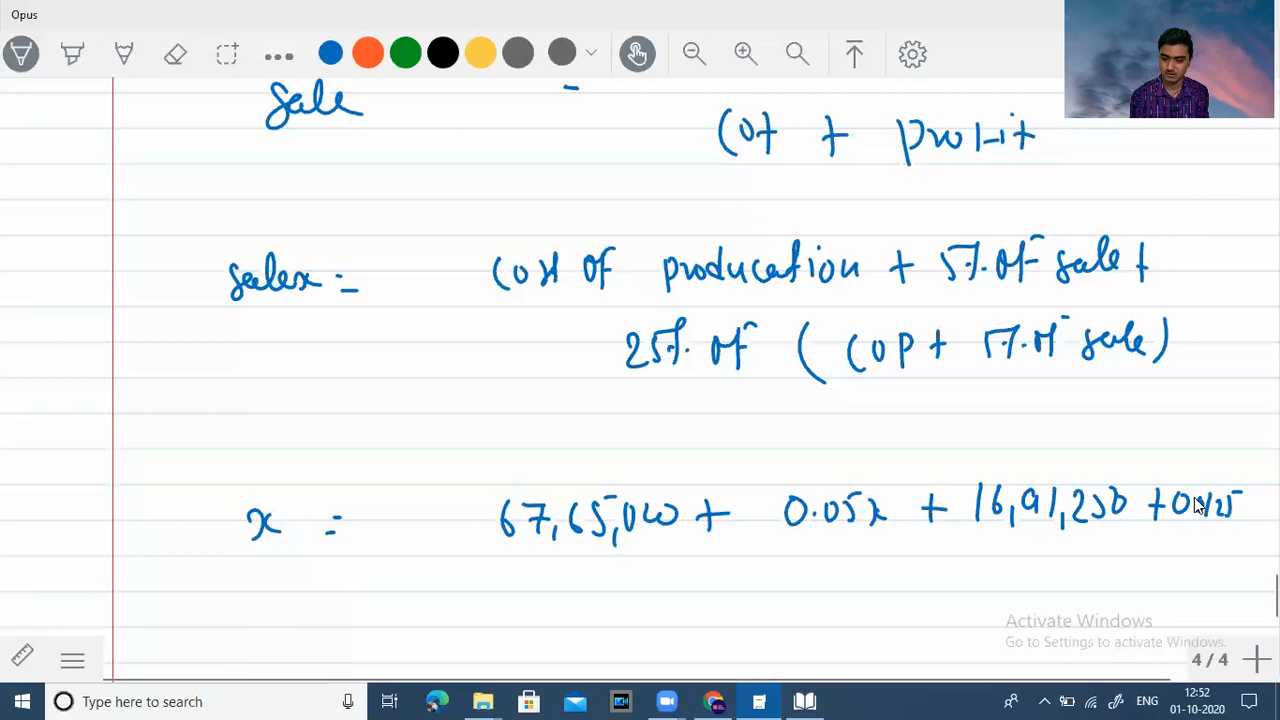 Opus
sale =
Cot + profit
salex = cost of producation + 5% of sale +
25% of ( COP + 5% of sale )
x = 67,65,000 + 0.05x + 16,91,250 + 0.0125
Activate Windows
Go to Settings to activate Windows.
4 / 4
Type here to search
ENG
12:52
01-10-2020